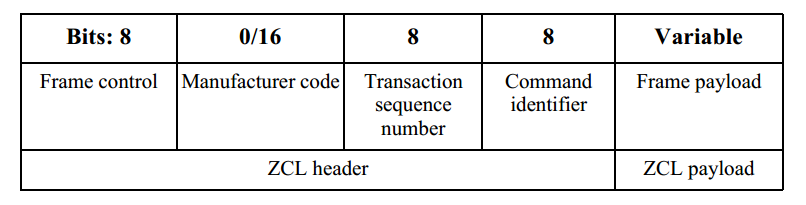 Bits: 8 0/16 8 8 Variable
Frame control Manufacturer code Transaction Command Frame payload
sequence identifier
number
ZCL header ZCL payload